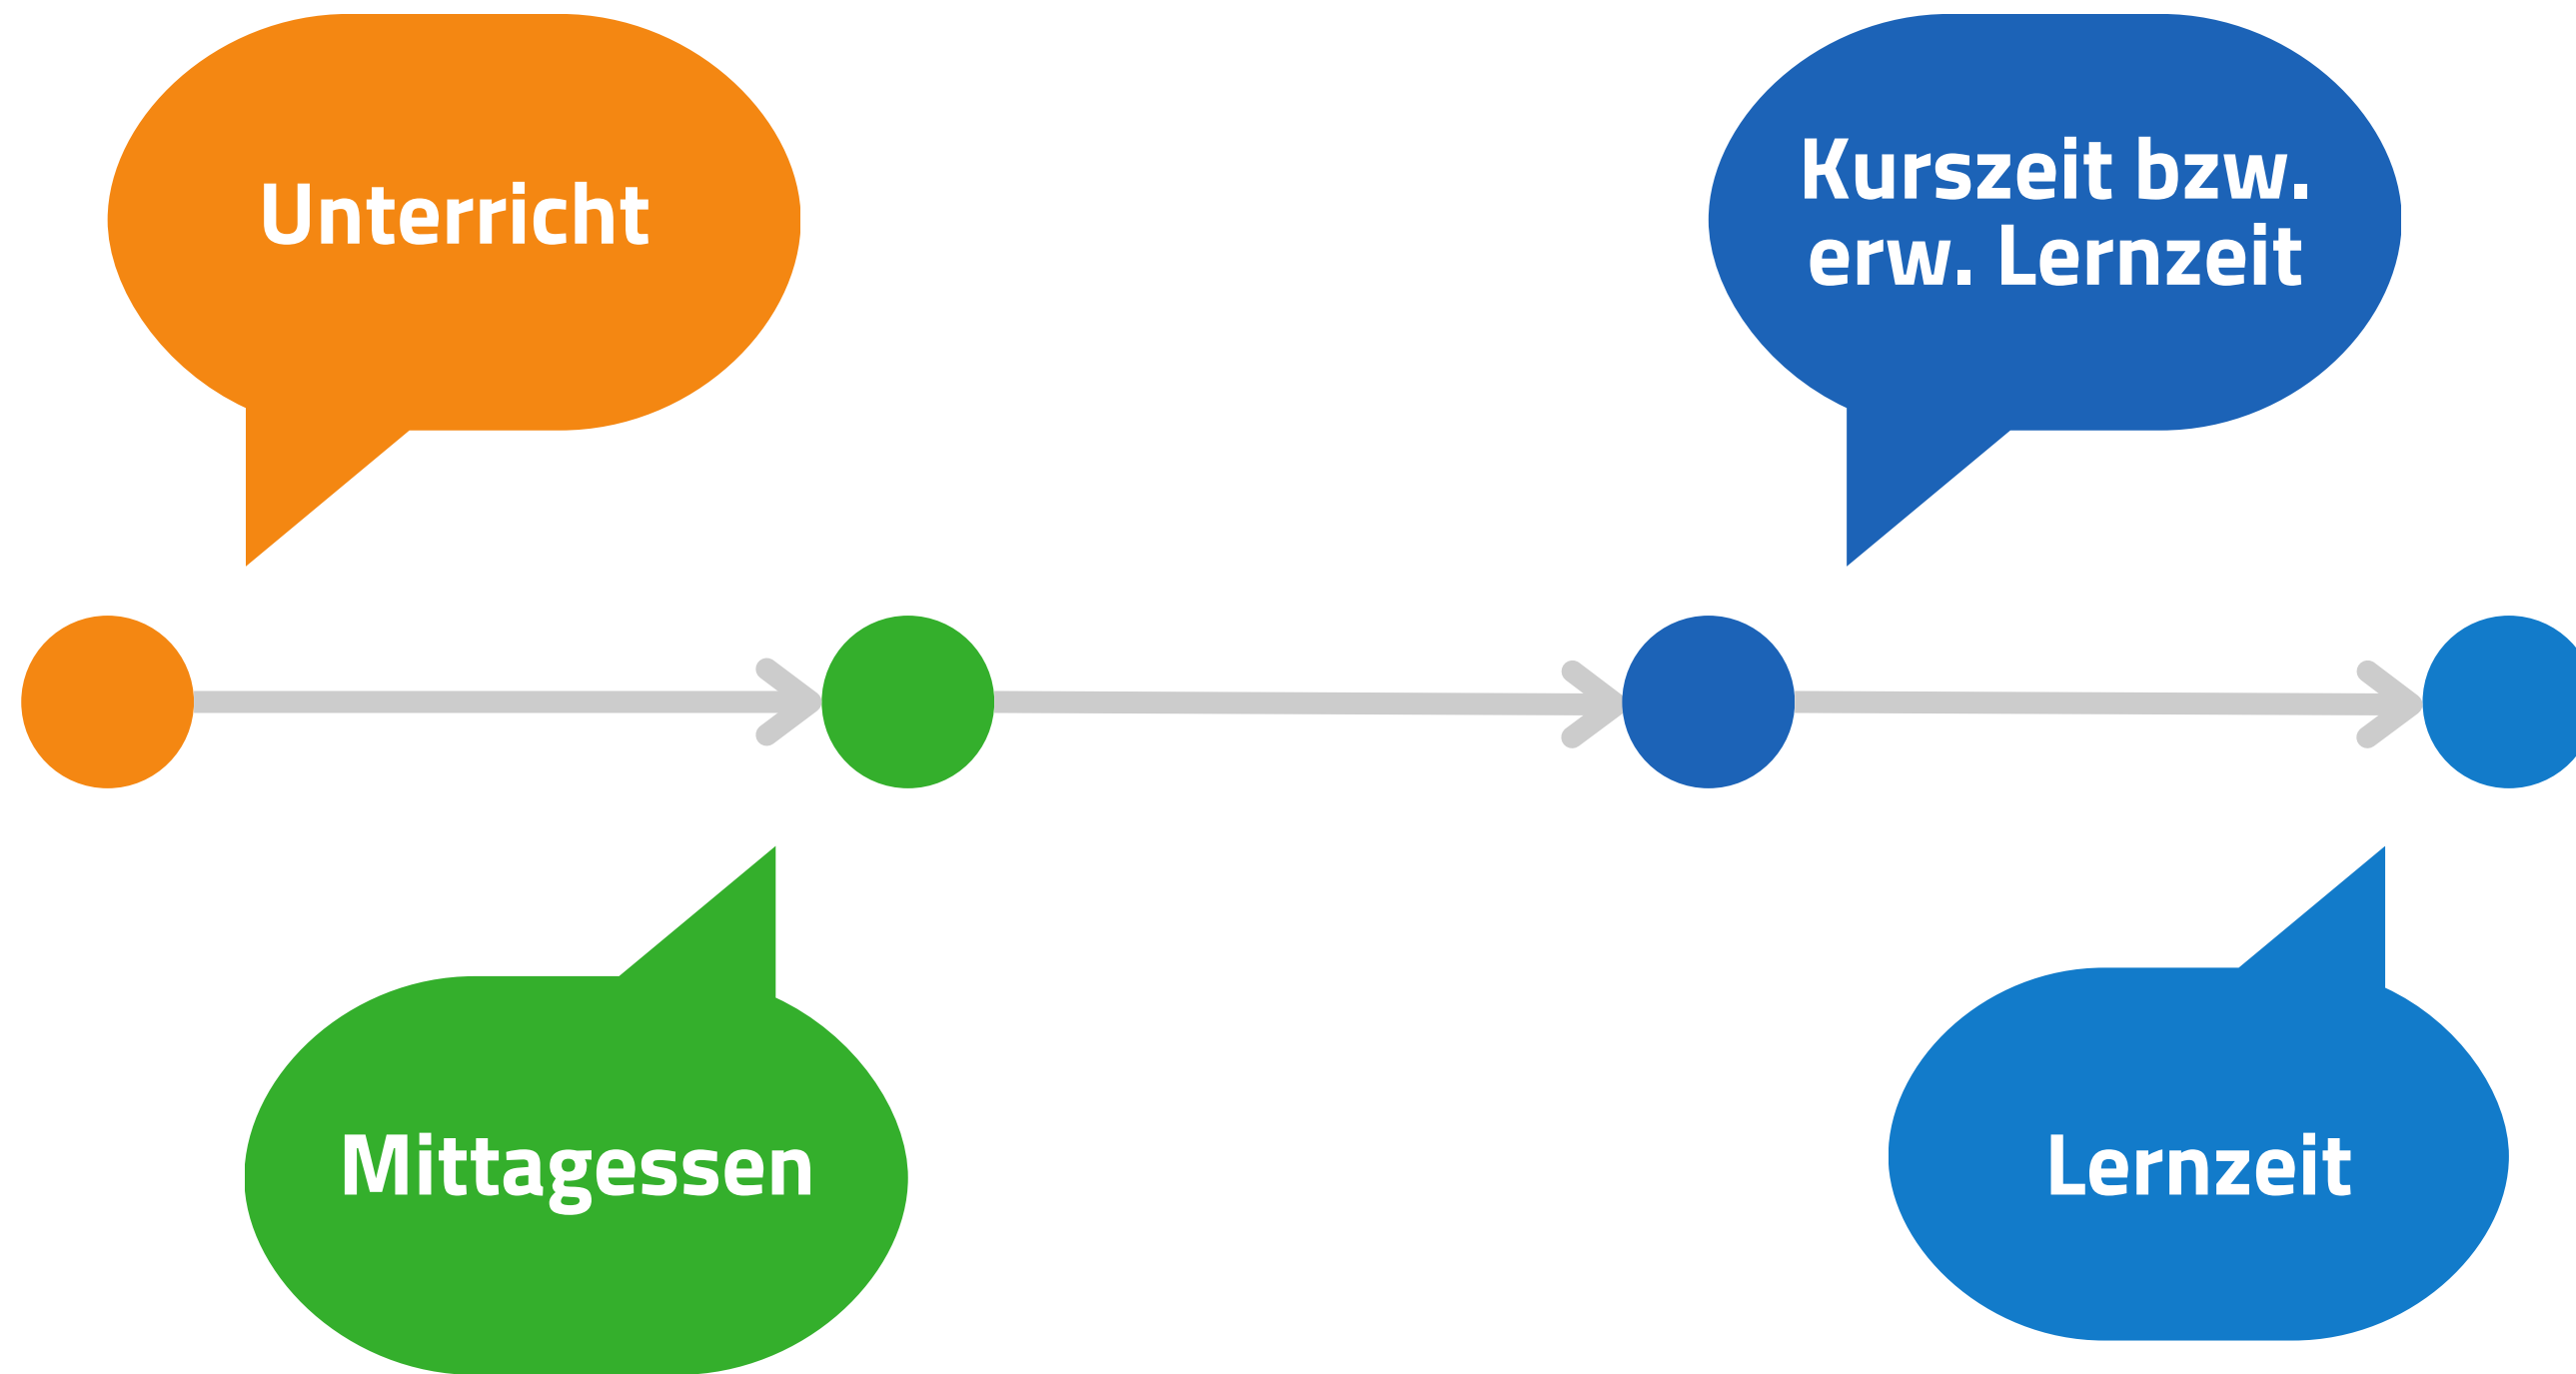 Unterricht
Mittagessen
Kurszeit bzw.
erw. Lernzeit
Lernzeit